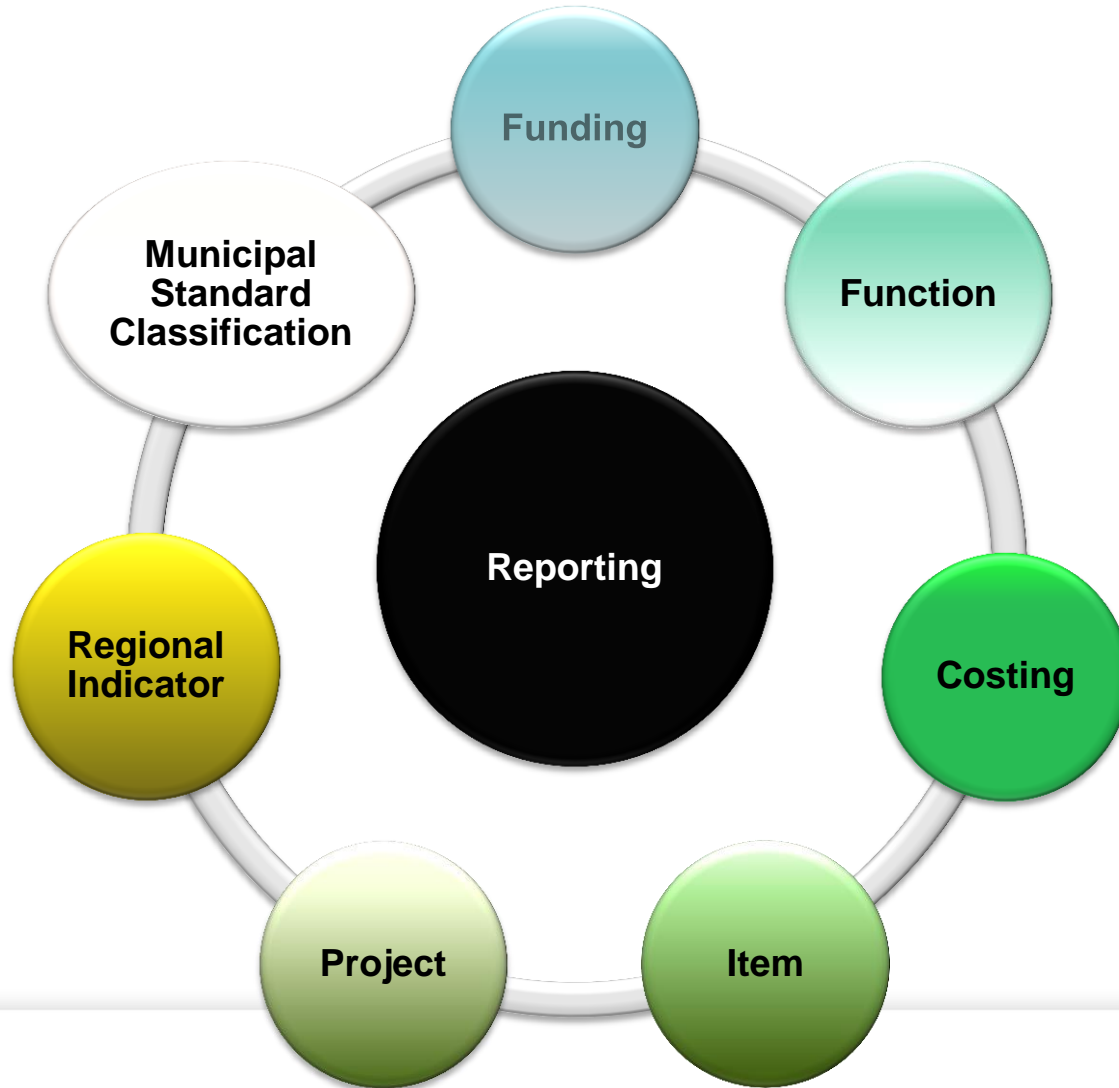 Funding
Municipal
Standard
Classification
Function
Reporting
Regional
Indicator
Costing
Project
Item